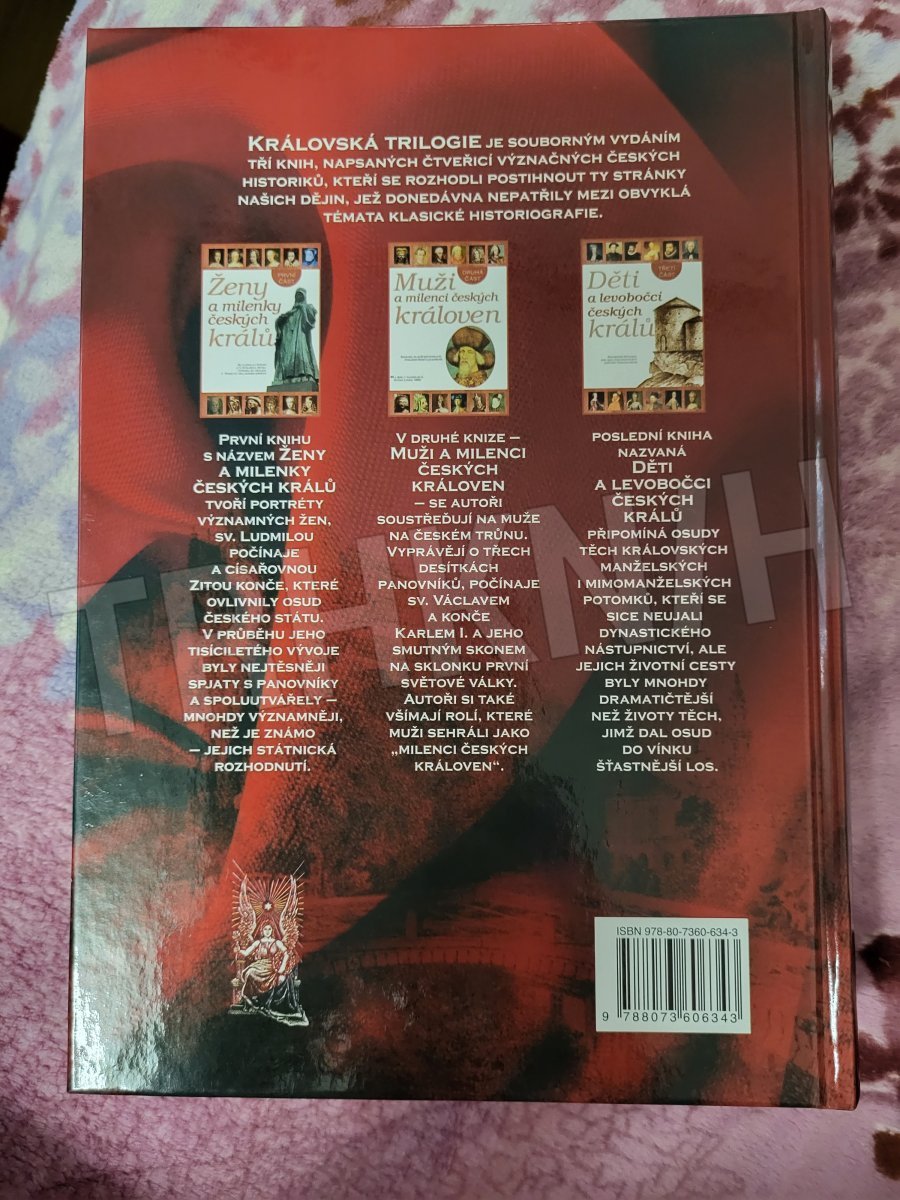 KRÁLOVSKÁ TRILOGIE JE SOUBORNÝM VYDÁNÍM
TŘÍ KNIH, NAPSANÝCH ČTVEŘICÍ VÝZNAČNÝCH ČESKÝCH
HISTORIKŮ, KTEŘÍ SE ROZHODLI POSTIHNOUT TY STRÁNKY
NAŠICH DĚJIN, JEŽ DONEDÁVNA NEPATŘILY MEZI OBVYKLÁ
TÉMATA KLASICKÉ HISTORIOGRAFIE.
PRVNÍ ČÁST
Ženy
a milenky
českých
králů
DRUHÁ ČÁST
Muži
a milenci českých
královen
TŘETÍ ČÁST
Děti
a levobočci
českých
králů
PRVNÍ KNIHU
S NÁZVEM ŽENY
A MILENKY
ČESKÝCH KRÁLŮ
TVOŘÍ PORTRÉTY
VÝZNAMNÝCH ŽEN,
SV. LUDMILOU
POČÍNAJE
A CÍSAŘOVNOU
ZITOU KONČE, KTERÉ
OVLIVNILY OSUD
ČESKÉHO STÁTU.
V PRŮBĚHU JEHO
TISÍCILETÉHO VÝVOJE
BYLY NEJTĚSNĚJI
SPJATY S PANOVNÍKY
A SPOLUUTVÁŘELY –
MNOHDY VÝZNAMNĚJI,
NEŽ JE ZNÁMO
– JEJICH STÁTNICKÁ
ROZHODNUTÍ.
V DRUHÉ KNIZE –
MUŽI A MILENCI
ČESKÝCH
KRÁLOVEN
– SE AUTOŘI
SOUSTŘEĎUJÍ NA MUŽE
NA ČESKÉM TRŮNU.
VYPRÁVĚJÍ O TŘECH
DESÍTKÁCH
PANOVNÍKŮ, POČÍNAJE
SV. VÁCLAVEM
A KONČE
KARLEM I. A JEHO
SMUTNÝM SKONEM
NA SKLONKU PRVNÍ
SVĚTOVÉ VÁLKY.
AUTOŘI SI TAKÉ
VŠÍMAJÍ ROLÍ, KTERÉ
MUŽI SEHRÁLI JAKO
„MILENCI ČESKÝCH
KRÁLOVEN“.
POSLEDNÍ KNIHA
NAZVANÁ
DĚTI
A LEVOBOČCI
ČESKÝCH
KRÁLŮ
PŘIPOMÍNÁ OSUDY
TĚCH KRÁLOVSKÝCH
MANŽELSKÝCH
I MIMOMANŽELSKÝCH
POTOMKŮ, KTEŘÍ SE
SICE NEUJALI
DYNASTICKÉHO
NÁSTUPNICTVÍ, ALE
JEJICH ŽIVOTNÍ CESTY
BYLY MNOHDY
DRAMATIČTĚJŠÍ
NEŽ ŽIVOTY TĚCH,
JIMŽ DAL OSUD
DO VÍNKU
ŠŤASTNĚJŠÍ LOS.
ISBN 978-80-7360-634-3
9 788073 606343